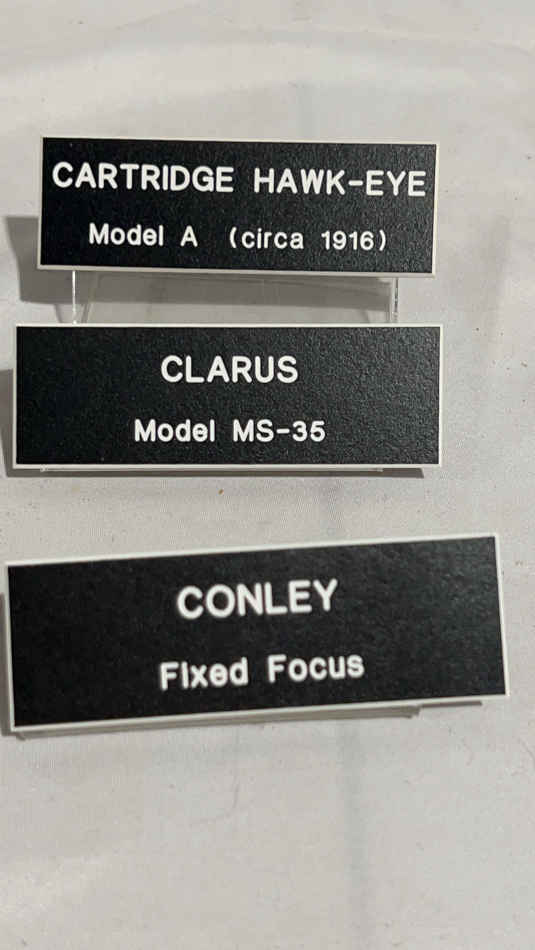 CARTRIDGE HAWK-EYE
Model A (circa 1916)
CLARUS
Model MS-35
CONLEY
Fixed Focus